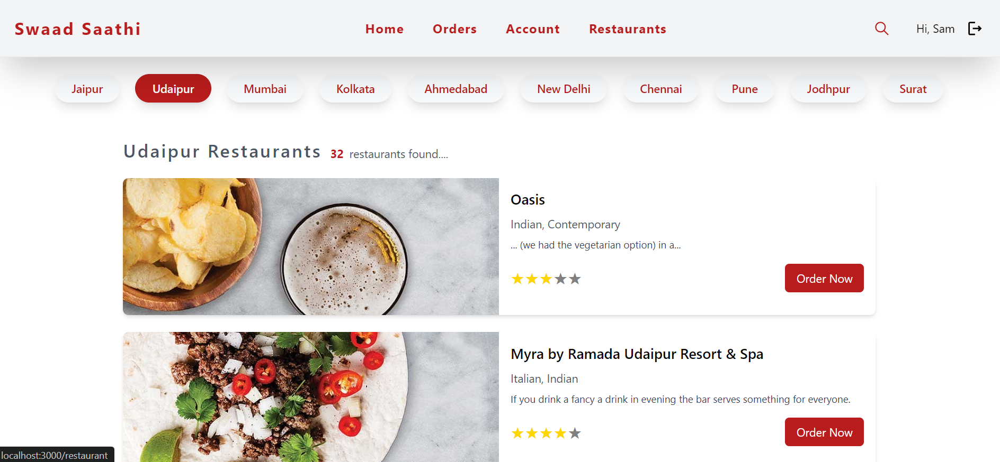 Swaad Saathi Home Orders Account Restaurants Hi, Sam
Jaipur Udaipur Mumbai Kolkata Ahmedabad New Delhi Chennai Pune Jodhpur Surat
Udaipur Restaurants 32 restaurants found....
Oasis
Indian, Contemporary
... (we had the vegetarian option) in a...
★★★★★ Order Now
Myra by Ramada Udaipur Resort & Spa
Italian, Indian
If you drink a fancy a drink in evening the bar serves something for everyone.
★★★★★ Order Now
localhost:3000/restaurant